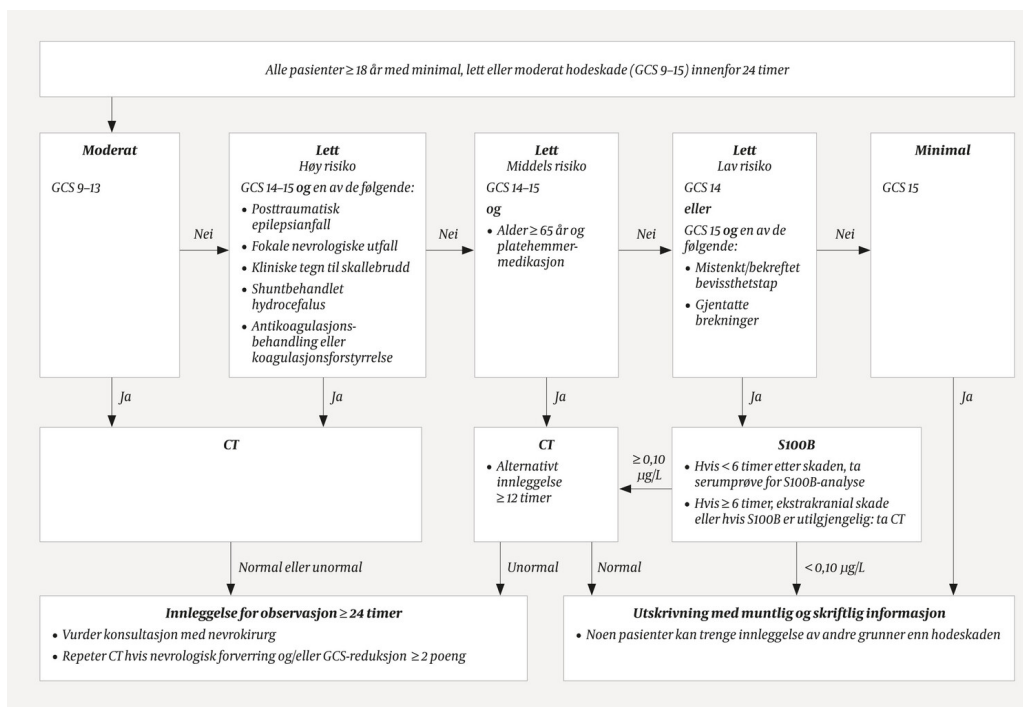 Alle pasienter ≥ 18 år med minimal, lett eller moderat hodeskade (GCS 9–15) innenfor 24 timer
Moderat
GCS 9–13
Nei
Lett
Høy risiko
GCS 14–15 og en av de følgende:
• Posttraumatisk
epilepsianfall
• Fokale nevrologiske utfall
• Kliniske tegn til skallebrudd
• Shuntbehandlet
hydrocefalus
• Antikoagulasjons-
behandling eller
koagulasjonsforstyrrelse
Nei
Lett
Middels risiko
GCS 14–15
og
• Alder ≥ 65 år og
platehemmer-
medikasjon
Nei
Lett
Lav risiko
GCS 14
eller
GCS 15 og en av de
følgende:
• Mistenkt/bekreftet
bevissthetstap
• Gjentatte
brekninger
Nei
Minimal
GCS 15
Ja
Ja
Ja
Ja
Ja
CT
CT
• Alternativt
innleggelse
≥ 12 timer
≥ 0,10
µg/L
S100B
• Hvis < 6 timer etter skaden, ta
serumprøve for S100B-analyse
• Hvis ≥ 6 timer, ekstrakranial skade
eller hvis S100B er utilgjengelig: ta CT
Normal eller unormal
Unormal
Normal
< 0,10 µg/L
Innleggelse for observasjon ≥ 24 timer
• Vurder konsultasjon med nevrokirurg
• Repeter CT hvis nevrologisk forverring og/eller GCS-reduksjon ≥ 2 poeng
Utskrivning med muntlig og skriftlig informasjon
• Noen pasienter kan trenge innleggelse av andre grunner enn hodeskaden